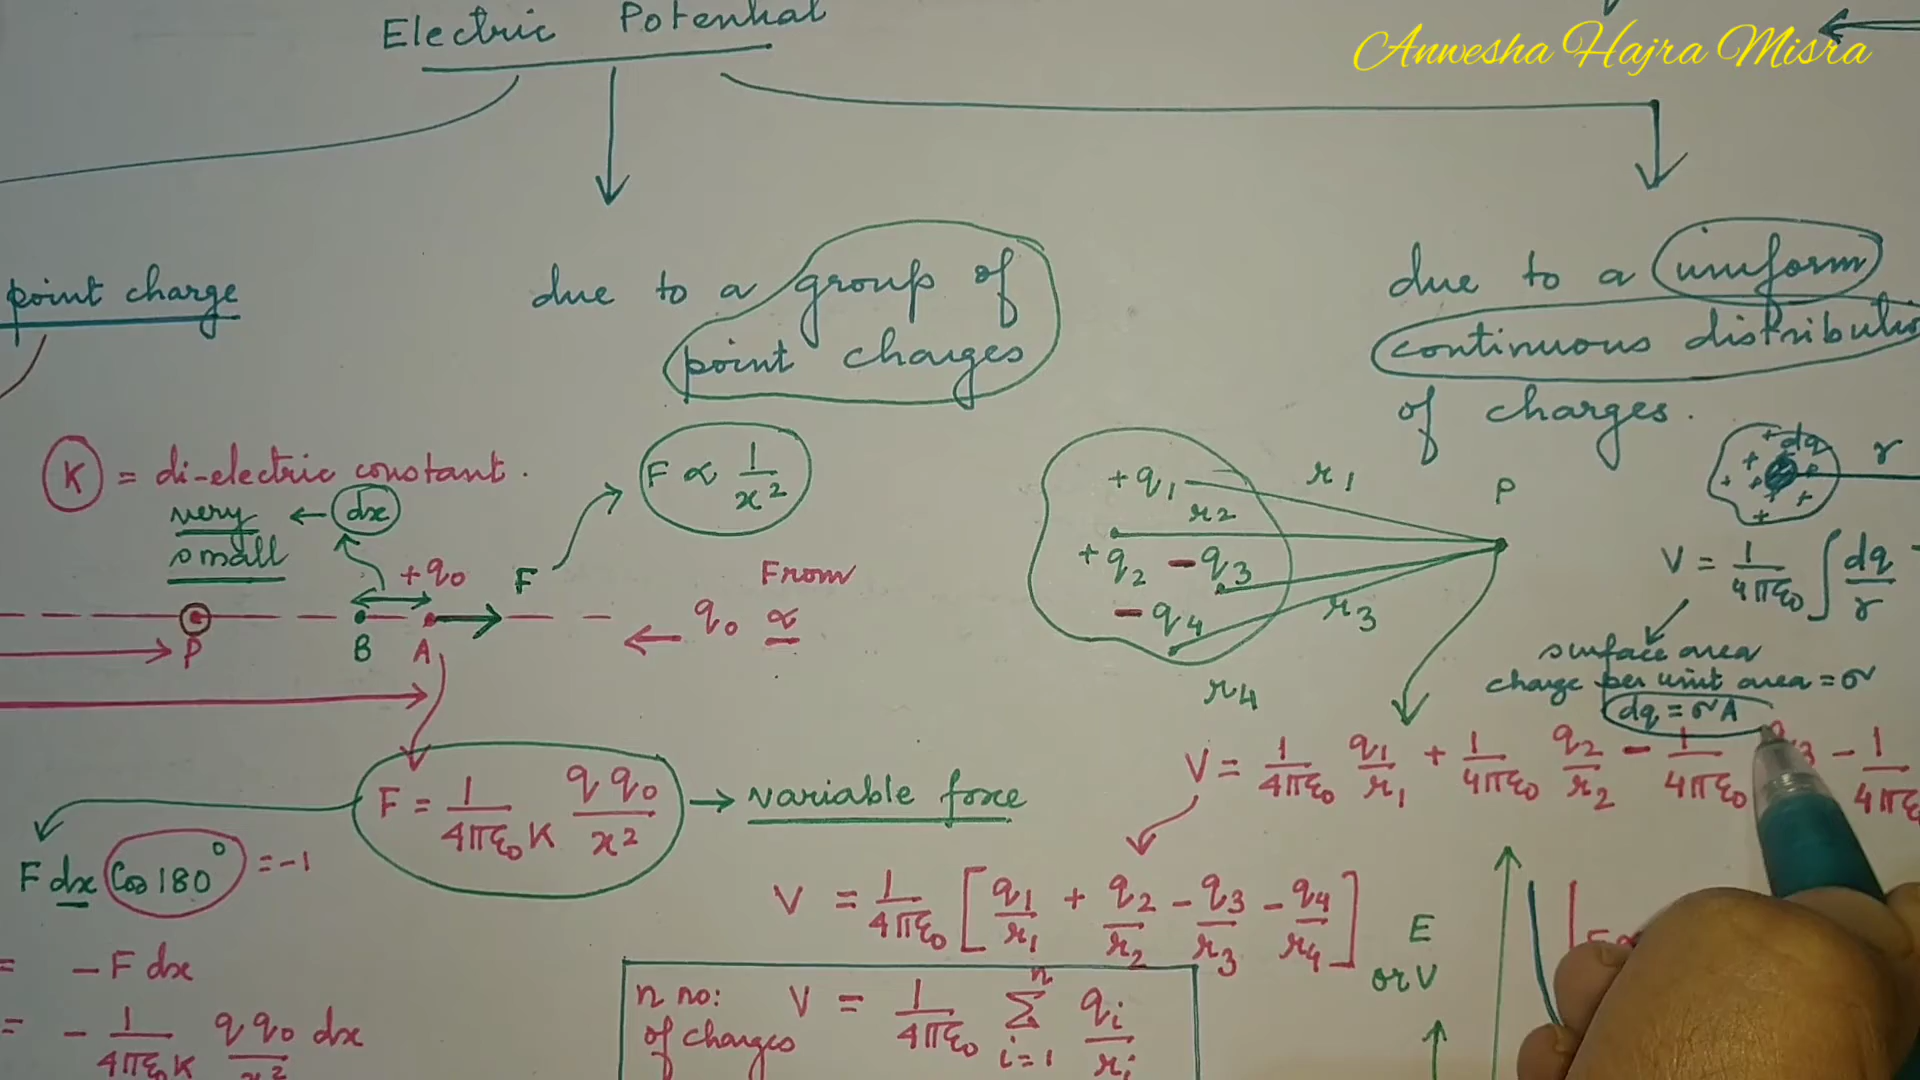 Electric Potential
Anwesha Hajra Misra
point charge
due to a group of
point charges
due to a uniform
continuous
of charges.
K = di-electric constant.
very ← dx
small
+q₀
F
F ∝ 1/x²
From
q₀ ∝
P B A
F = 1/4πε₀K qq₀/x² → variable force
F dx Cos 180° = -1
= - F dx
= - 1/4πε₀K qq₀/x² dx
+q₁ r₁ P
r₂
+q₂ - q₃
- q₄ r₃
r₄
V = 1/4πε₀ q₁/r₁ + 1/4πε₀ q₂/r₂ - 1/4πε₀ - 1
V = 1/4πε₀ [q₁/r₁ + q₂/r₂ - q₃/r₃ - q₄/r₄]
n no: of charges V = 1/4πε₀ Σⁿᵢ₌₁ qᵢ/rᵢ
+ dq r
+ + + + + + +
V = 1/4πε₀ ∫ dq/r
surface area
charge per unit area = σ
dq = σA
E
or V